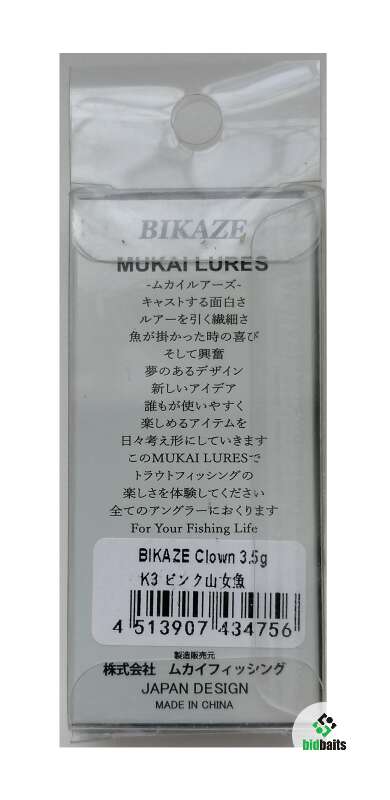 BIKAZE
MUKAI LURES
-ムカイルアーズ-
キャストする面白さ
ルアーを引く繊細さ
魚が掛かった時の喜び
そして興奮
夢のあるデザイン
新しいアイデア
誰もが使いやすく
楽しめるアイテムを
日々考え形にしていきます
このMUKAI LURESで
トラウトフィッシングの
楽しさを体験してください
全てのアングラーにおくります
For Your Fishing Life
BIKAZE Clown 3.5g
K3 ピンク山女魚
4 513907 434756
製造販売元
株式会社 ムカイフィッシング
JAPAN DESIGN
MADE IN CHINA
bidbaits